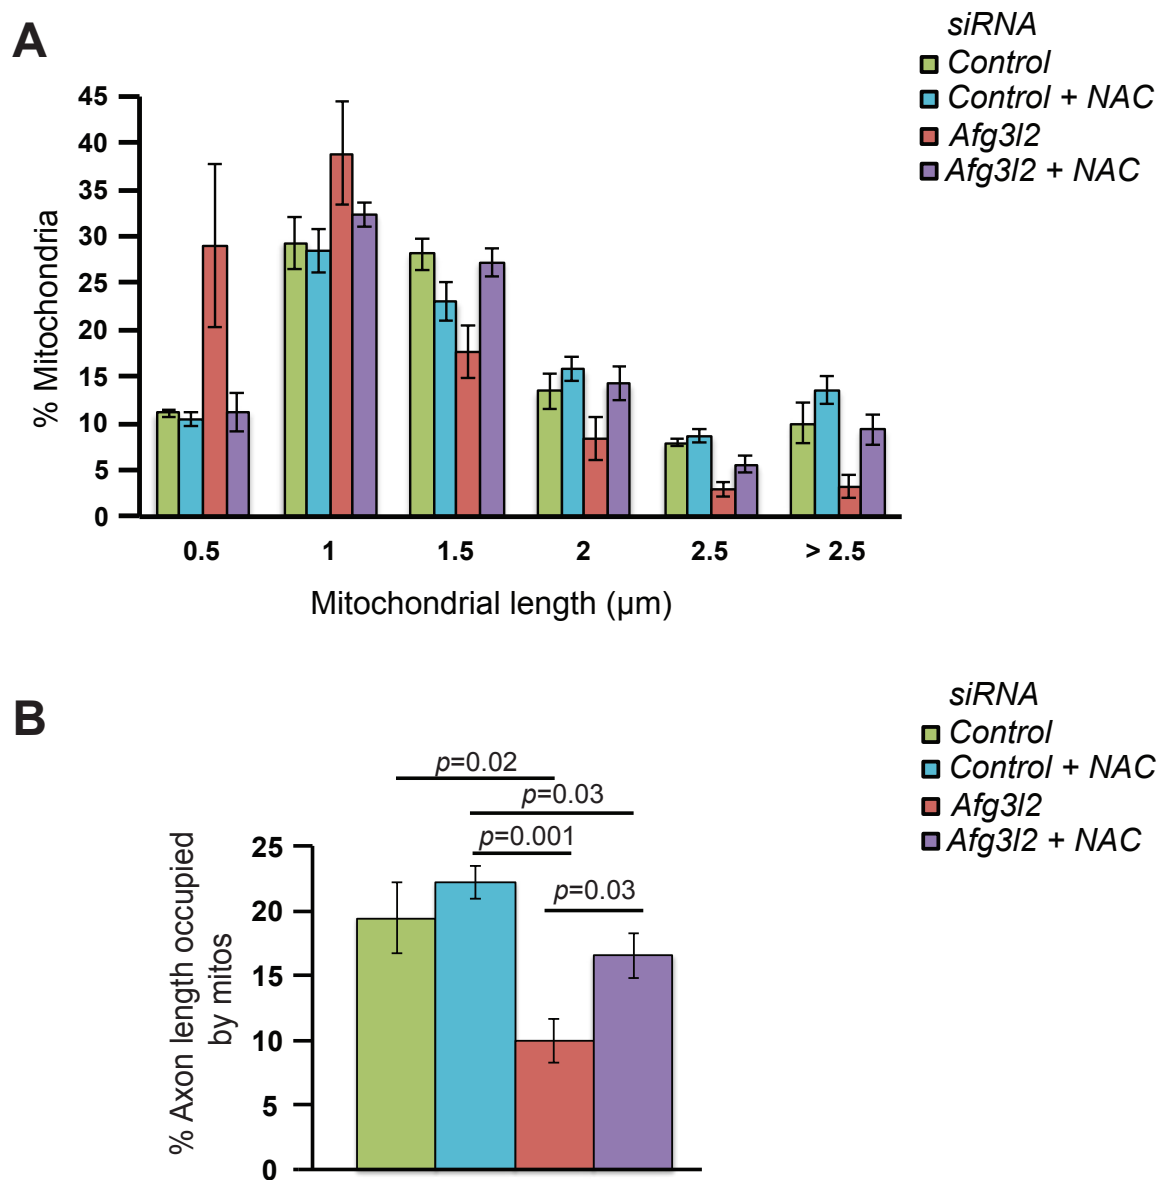 A
siRNA
Control
Control + NAC
Afg3l2
Afg3l2 + NAC
45
40
35
30
25
20
15
10
5
0
% Mitochondria
0.5 1 1.5 2 2.5 > 2.5
Mitochondrial length (µm)
B
siRNA
Control
Control + NAC
Afg3l2
Afg3l2 + NAC
p=0.02
p=0.03
p=0.001
p=0.03
25
20
15
10
5
0
% Axon length occupied
by mitos